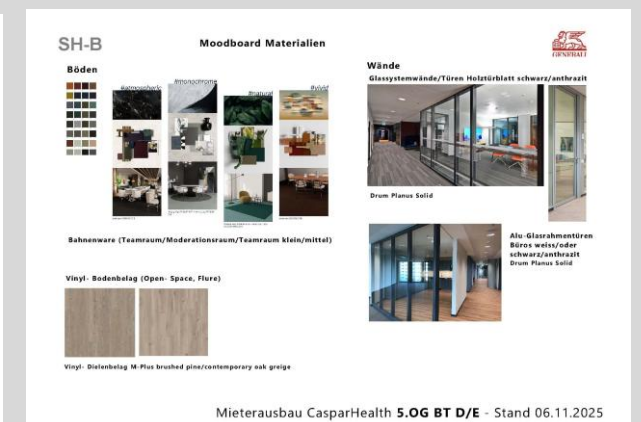 SH-B
Moodboard Materialien
GENERALI
Böden
#atmospheric
#monochrome
#natural
#vivid
Bahnenware (Teamraum/Moderationsraum/Teamraum klein/mittel)
Vinyl- Bodenbelag (Open- Space, Flure)
Vinyl- Dielenbelag M-Plus brushed pine/contemporary oak greige
Wände
Glassystemwände/Türen Holztürblatt schwarz/anthrazit
Drum Planus Solid
Alu-Glasrahmentüren
Büros weiss/oder
schwarz/anthrazit
Drum Planus Solid
Mieterausbau CasparHealth 5.OG BT D/E - Stand 06.11.2025